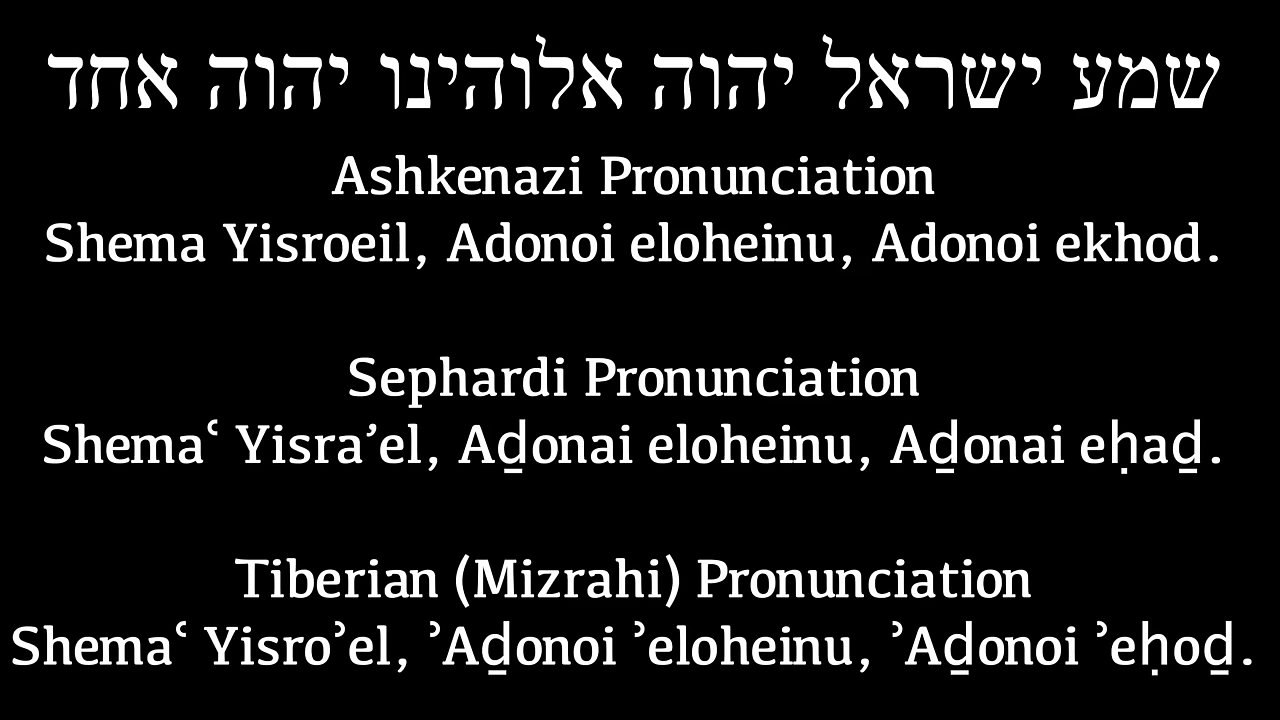 שמע ישראל יהוה אלוהינו יהוה אחד
Ashkenazi Pronunciation
Shema Yisroeil, Adonoi eloheinu, Adonoi ekhod.
Sephardi Pronunciation
Shemaʿ Yisra’el, Aḏonai eloheinu, Aḏonai eḥaḏ.
Tiberian (Mizrahi) Pronunciation
Shemaʿ Yisroʾel, ʾAḏonoi ʾeloheinu, ʾAḏonoi ʾeḥoḏ.